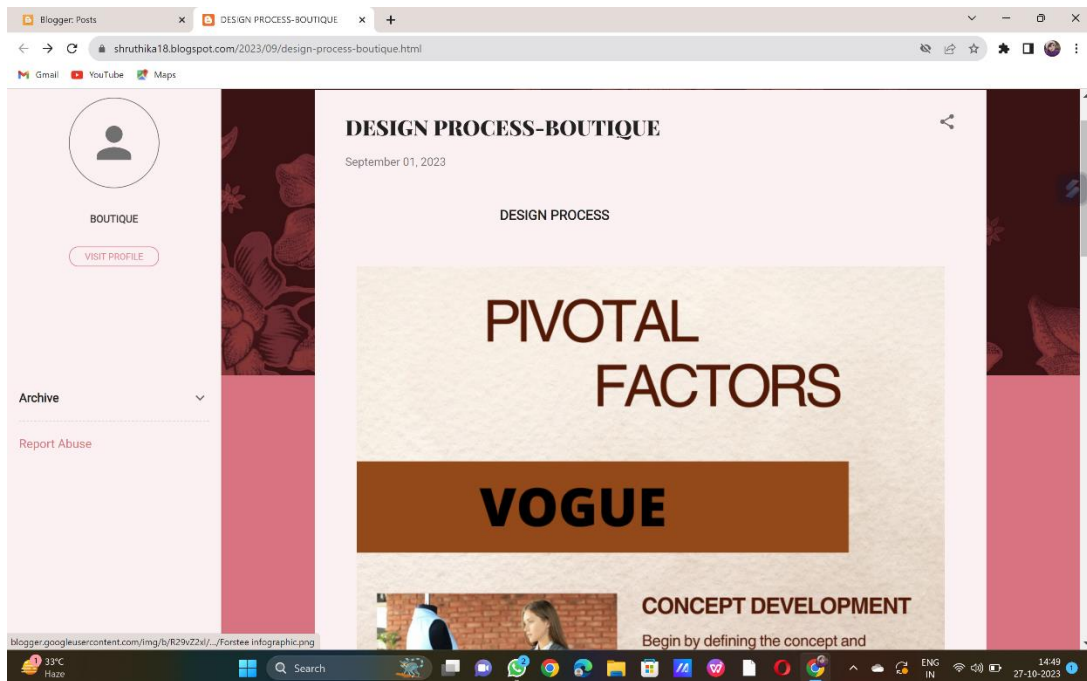 Blogger: Posts
DESIGN PROCESS-BOUTIQUE
shruthika18.blogspot.com/2023/09/design-process-boutique.html
Gmail YouTube Maps
DESIGN PROCESS-BOUTIQUE
September 01, 2023
BOUTIQUE
VISIT PROFILE
DESIGN PROCESS
PIVOTAL
FACTORS
Archive
Report Abuse
VOGUE
CONCEPT DEVELOPMENT
Begin by defining the concept and
blogger.googleusercontent.com/img/b/R29vZ2xl/.../Forstee infographic.png
1
33°C
Haze
Search
ENG
IN
14:49
27-10-2023
1